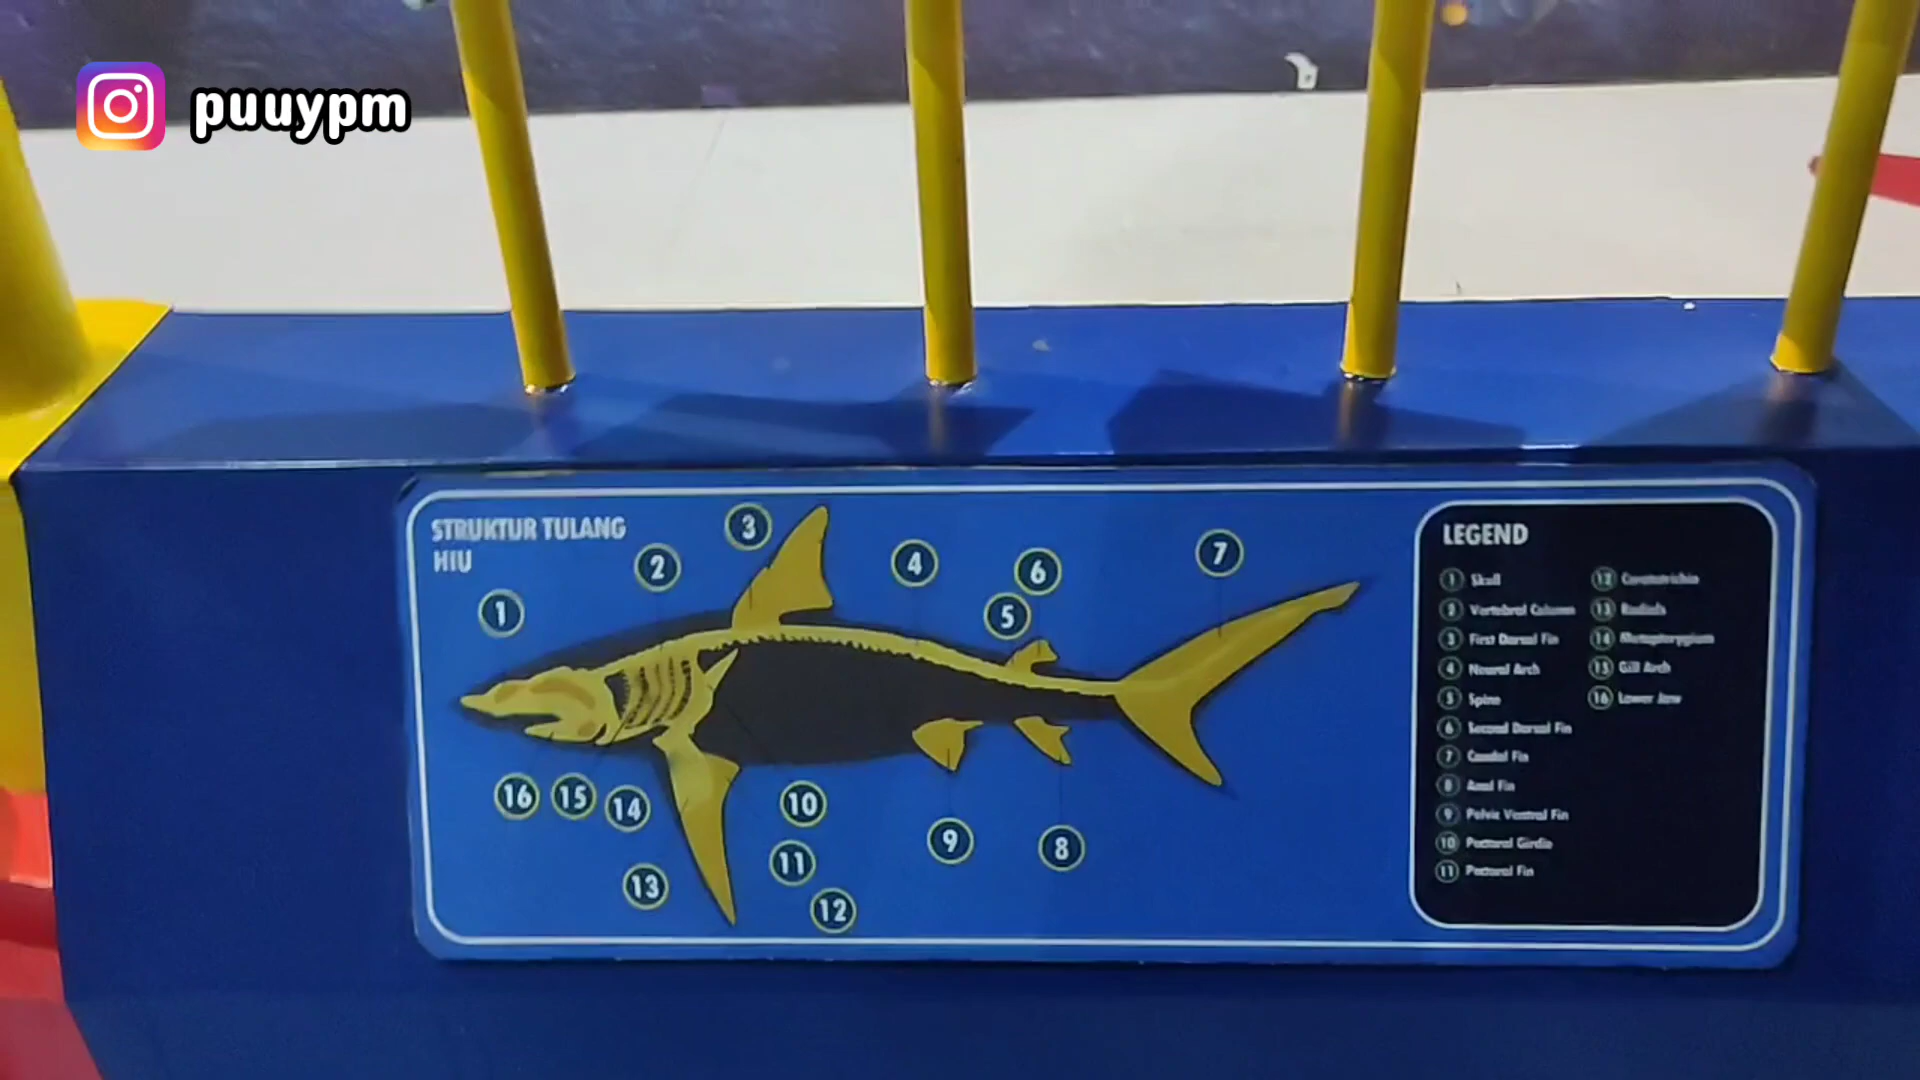 puuypm
STRUKTUR TULANG
HIU
1
2
3
4
5
6
7
16
15
14
13
10
11
12
9
8
LEGEND
1 Skull
2 Vertebral Column
3 First Dorsal Fin
4 Neural Arch
5 Spine
6 Second Dorsal Fin
7 Caudal Fin
8 Anal Fin
9 Pelvic Ventral Fin
10 Pectoral Girdle
11 Pectoral Fin
12 Ceratotrichia
13 Radials
14 Metapterygium
15 Gill Arch
16 Lower Jaw